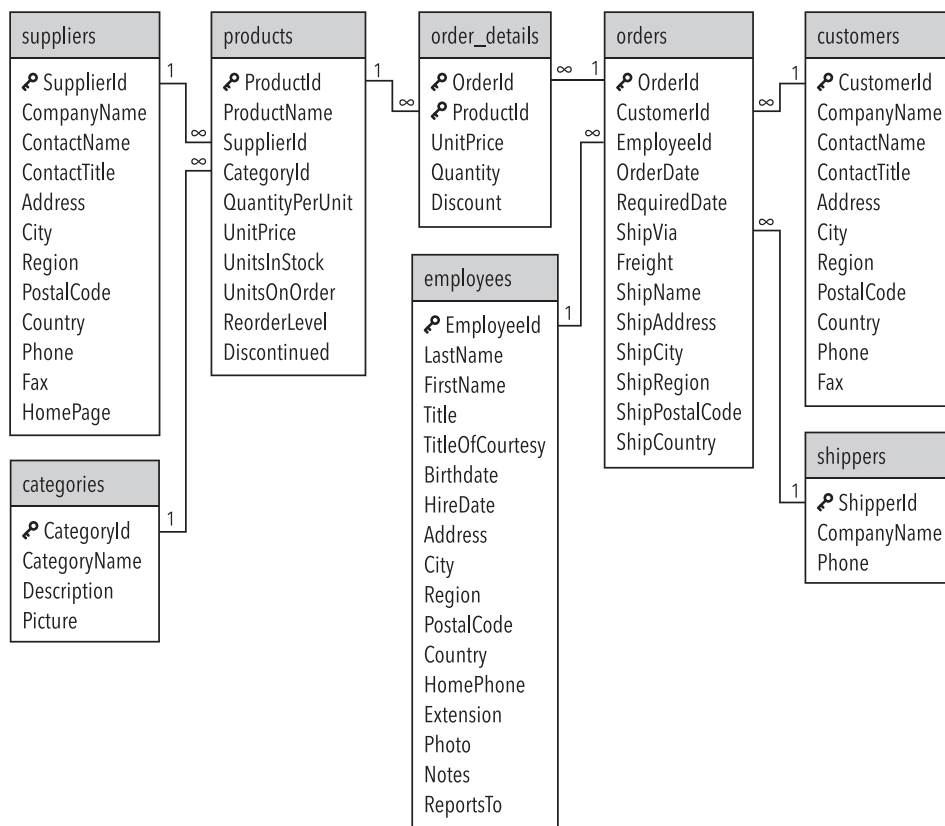 suppliers
SupplierId
CompanyName
ContactName
ContactTitle
Address
City
Region
PostalCode
Country
Phone
Fax
HomePage
1
∞
products
ProductId
ProductName
SupplierId
CategoryId
QuantityPerUnit
UnitPrice
UnitsInStock
UnitsOnOrder
ReorderLevel
Discontinued
1
∞
order_details
OrderId
ProductId
UnitPrice
Quantity
Discount
∞
1
orders
OrderId
CustomerId
EmployeeId
OrderDate
RequiredDate
ShipVia
Freight
ShipName
ShipAddress
ShipCity
ShipRegion
ShipPostalCode
ShipCountry
∞
1
customers
CustomerId
CompanyName
ContactName
ContactTitle
Address
City
Region
PostalCode
Country
Phone
Fax
categories
CategoryId
CategoryName
Description
Picture
1
∞
employees
EmployeeId
LastName
FirstName
Title
TitleOfCourtesy
Birthdate
HireDate
Address
City
Region
PostalCode
Country
HomePhone
Extension
Photo
Notes
ReportsTo
1
∞
shippers
ShipperId
CompanyName
Phone
1
∞